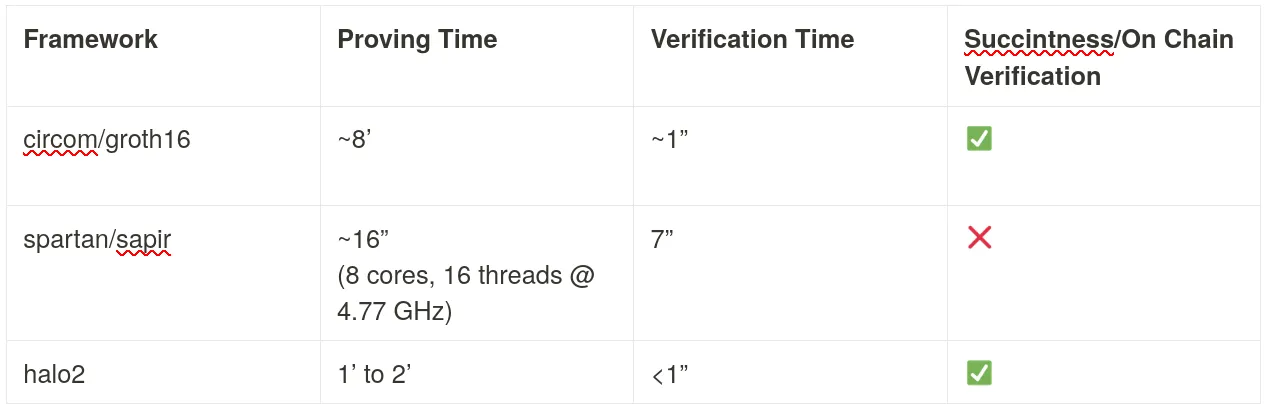 Framework
Proving Time
Verification Time
Succintness/On Chain
Verification
circom/groth16
~8’
~1”
✅
spartan/sapir
~16”
(8 cores, 16 threads @
4.77 GHz)
7”
❌
halo2
1’ to 2’
<1”
✅